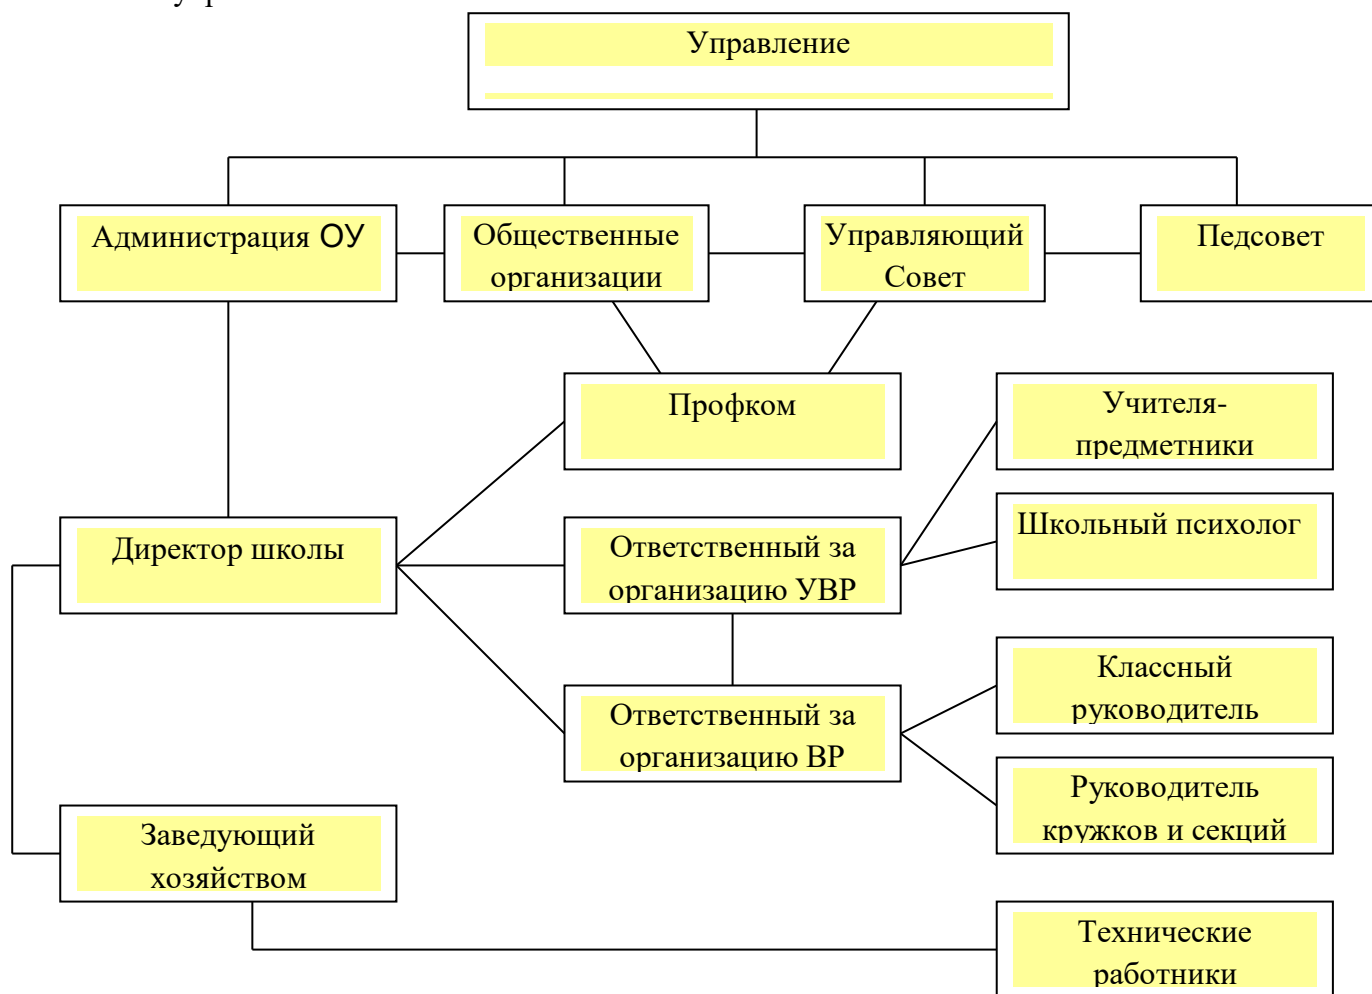 Управление
Администрация ОУ
Общественные
организации
Управляющий
Совет
Педсовет
Профком
Учителя-
предметники
Директор школы
Ответственный за
организацию УВР
Школьный психолог
Ответственный за
организацию ВР
Классный
руководитель
Руководитель
кружков и секций
Заведующий
хозяйством
Технические
работники